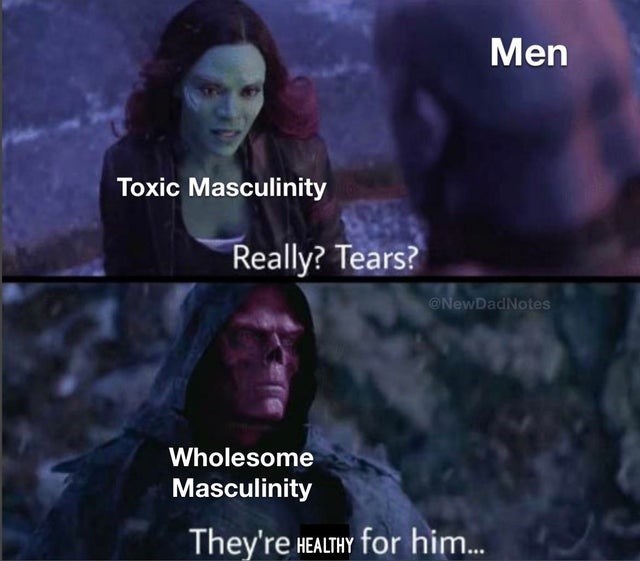 Men
Toxic Masculinity
Really? Tears?
@NewDadNotes
Wholesome
Masculinity
They're HEALTHY for him...